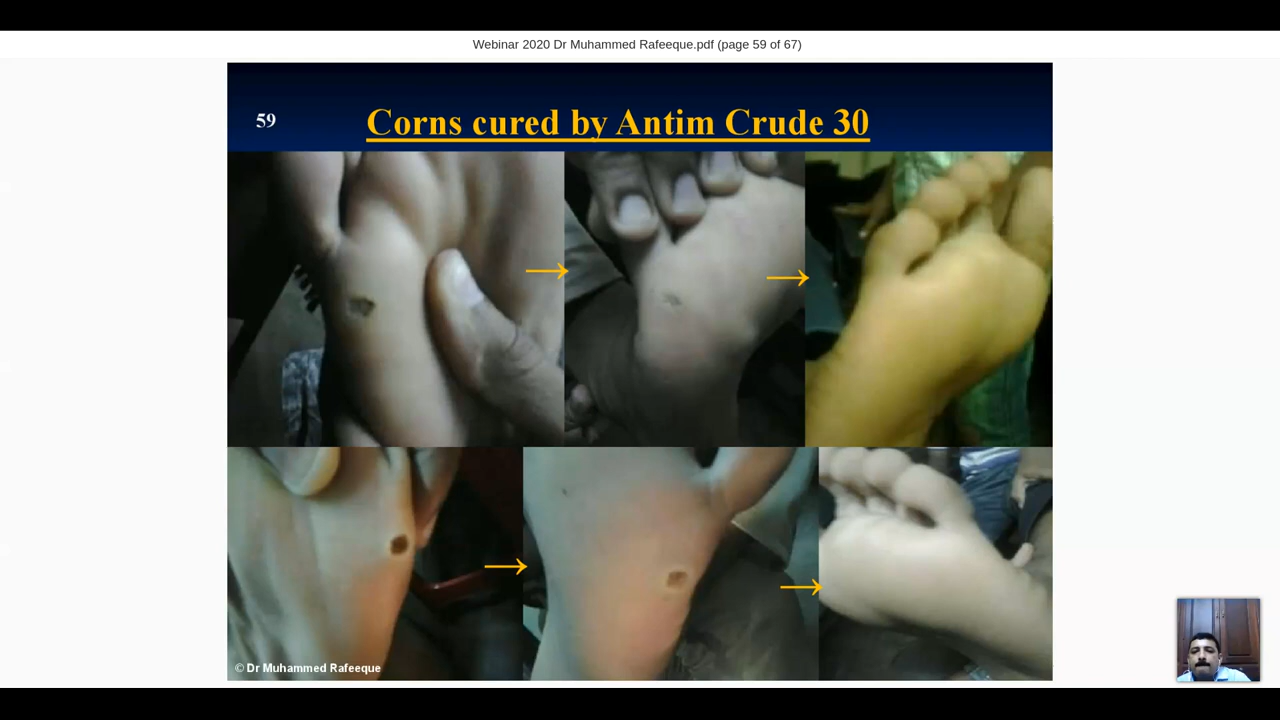 Webinar 2020 Dr Muhammed Rafeeque.pdf (page 59 of 67)
59
Corns cured by Antim Crude 30
© Dr Muhammed Rafeeque